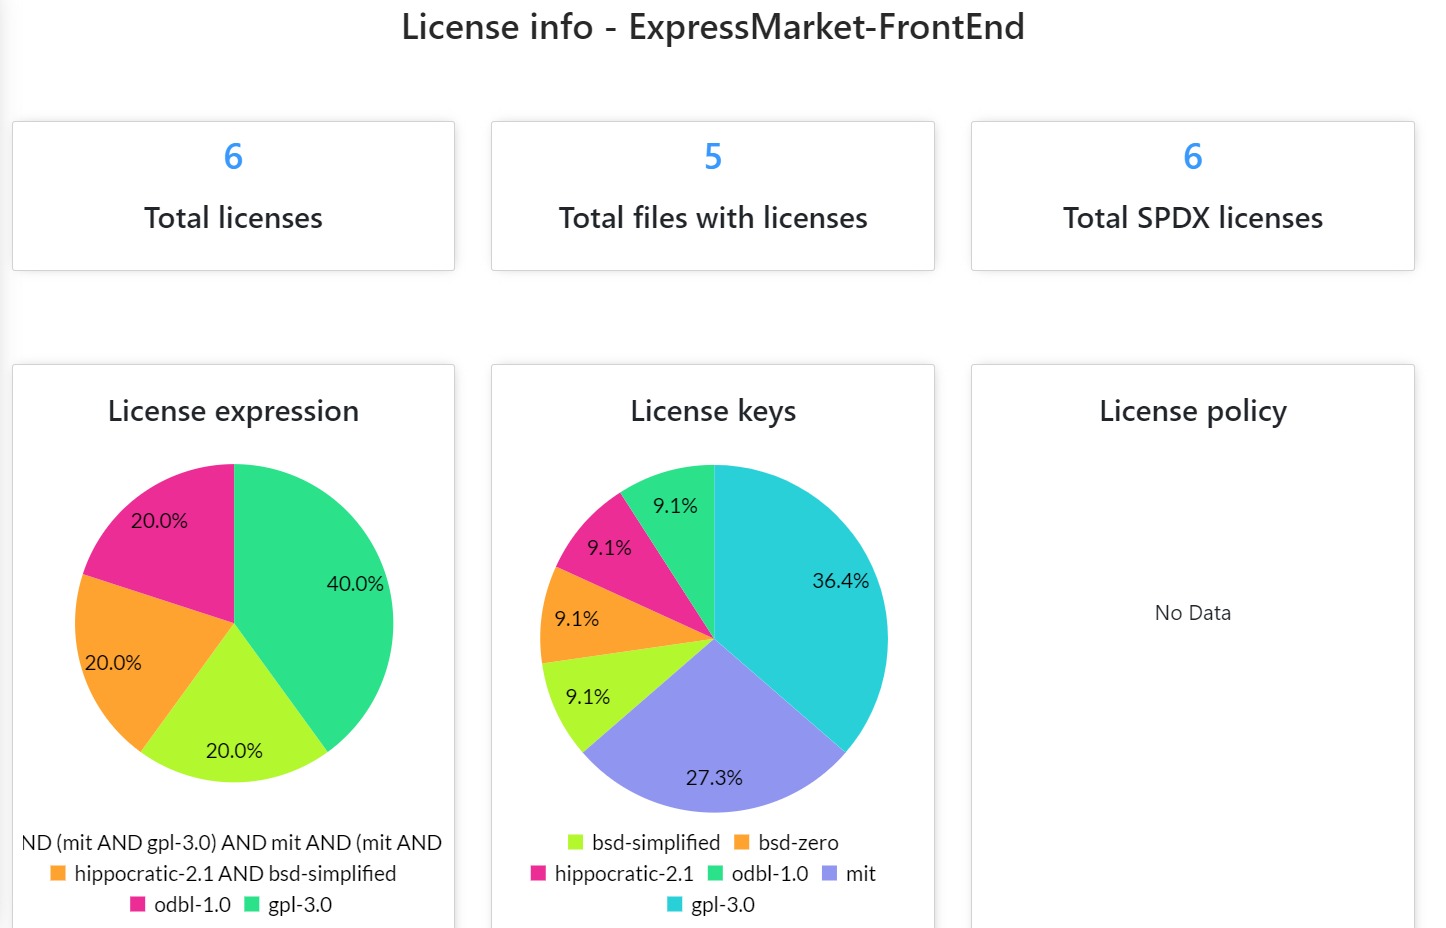 License info - ExpressMarket-FrontEnd
6
Total licenses
5
Total files with licenses
6
Total SPDX licenses
License expression
20.0%
40.0%
20.0%
20.0%
ND (mit AND gpl-3.0) AND mit AND (mit AND
hippocratic-2.1 AND bsd-simplified
odbl-1.0 gpl-3.0
License keys
9.1%
9.1%
36.4%
9.1%
9.1%
27.3%
bsd-simplified bsd-zero
hippocratic-2.1 odbl-1.0 mit
gpl-3.0
License policy
No Data